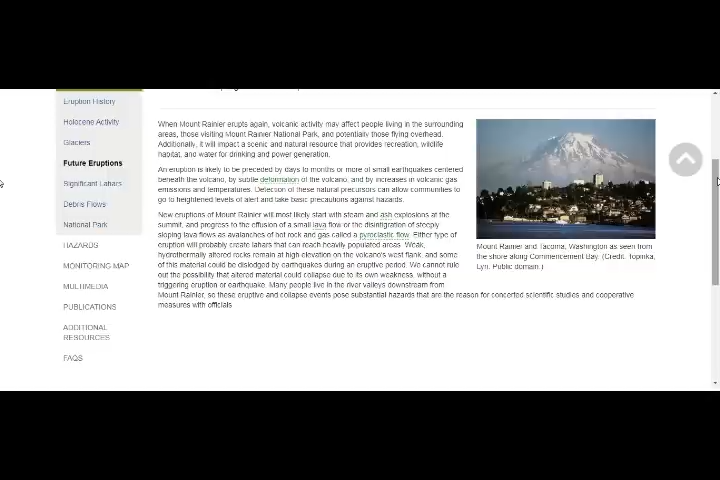 Eruption History
Holocene Activity
Glaciers
Future Eruptions
Significant Lahars
Debris Flows
National Park
HAZARDS
MONITORING MAP
MULTIMEDIA
PUBLICATIONS
ADDITIONAL
RESOURCES
FAQS
When Mount Rainier erupts again, volcanic activity may affect people living in the surrounding
areas, those visiting Mount Rainier National Park, and potentially those flying overhead.
Additionally, it will impact a scenic and natural resource that provides recreation, wildlife
habitat, and water for drinking and power generation.
An eruption is likely to be preceded by days to months or more of small earthquakes centered
beneath the volcano, by subtle deformation of the volcano, and by increases in volcanic gas
emissions and temperatures. Detection of these natural precursors can allow communities to
go to heightened levels of alert and take basic precautions against hazards.
New eruptions of Mount Rainier will most likely start with steam and ash explosions at the
summit, and progress to the effusion of a small lava flow or the disintigration of steeply
sloping lava flows as avalanches of hot rock and gas called a pyroclastic flow. Either type of
eruption will probably create lahars that can reach heavily populated areas. Weak,
hydrothermally altered rocks remain at high elevation on the volcano's west flank, and some
of this material could be dislodged by earthquakes during an eruptive period. We cannot rule
out the possibility that altered material could collapse due to its own weakness, without a
triggering eruption or earthquake. Many people live in the river valleys downstream from
Mount Rainier, so these eruptive and collapse events pose substantial hazards that are the reason for concerted scientific studies and cooperative
measures with officials
Mount Rainier and Tacoma, Washington as seen from
the shore along Commencement Bay. (Credit: Topinka,
Lyn. Public domain.)